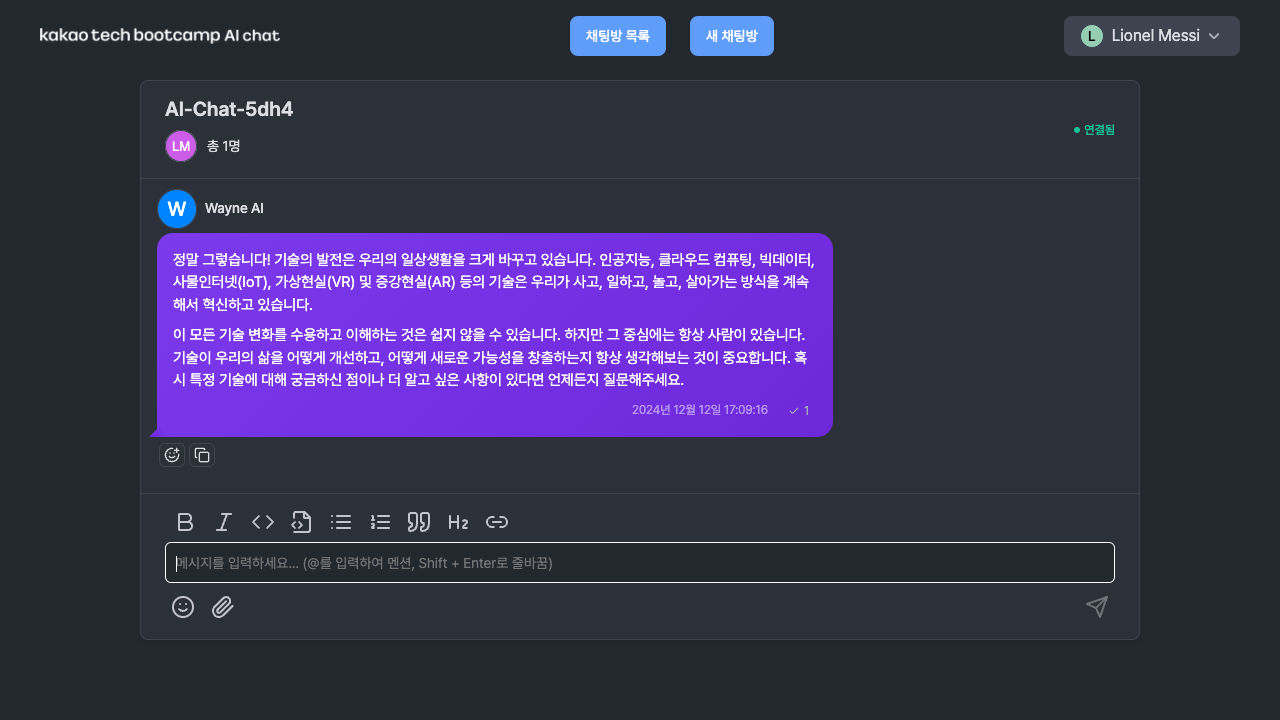 kakao tech bootcamp AI chat
채팅방 목록
새 채팅방
L
Lionel Messi
AI-Chat-5dh4
LM
총 1명
연결됨
W
Wayne AI
정말 그렇습니다! 기술의 발전은 우리의 일상생활을 크게 바꾸고 있습니다. 인공지능, 클라우드 컴퓨팅, 빅데이터,
사물인터넷(IoT), 가상현실(VR) 및 증강현실(AR) 등의 기술은 우리가 사고, 일하고, 놀고, 살아가는 방식을 계속
해서 혁신하고 있습니다.
이 모든 기술 변화를 수용하고 이해하는 것은 쉽지 않을 수 있습니다. 하지만 그 중심에는 항상 사람이 있습니다.
기술이 우리의 삶을 어떻게 개선하고, 어떻게 새로운 가능성을 창출하는지 항상 생각해보는 것이 중요합니다. 혹
시 특정 기술에 대해 궁금하신 점이나 더 알고 싶은 사항이 있다면 언제든지 질문해주세요.
2024년 12월 12일 17:09:16
1
H2
메시지를 입력하세요... (@를 입력하여 멘션, Shift + Enter로 줄바꿈)